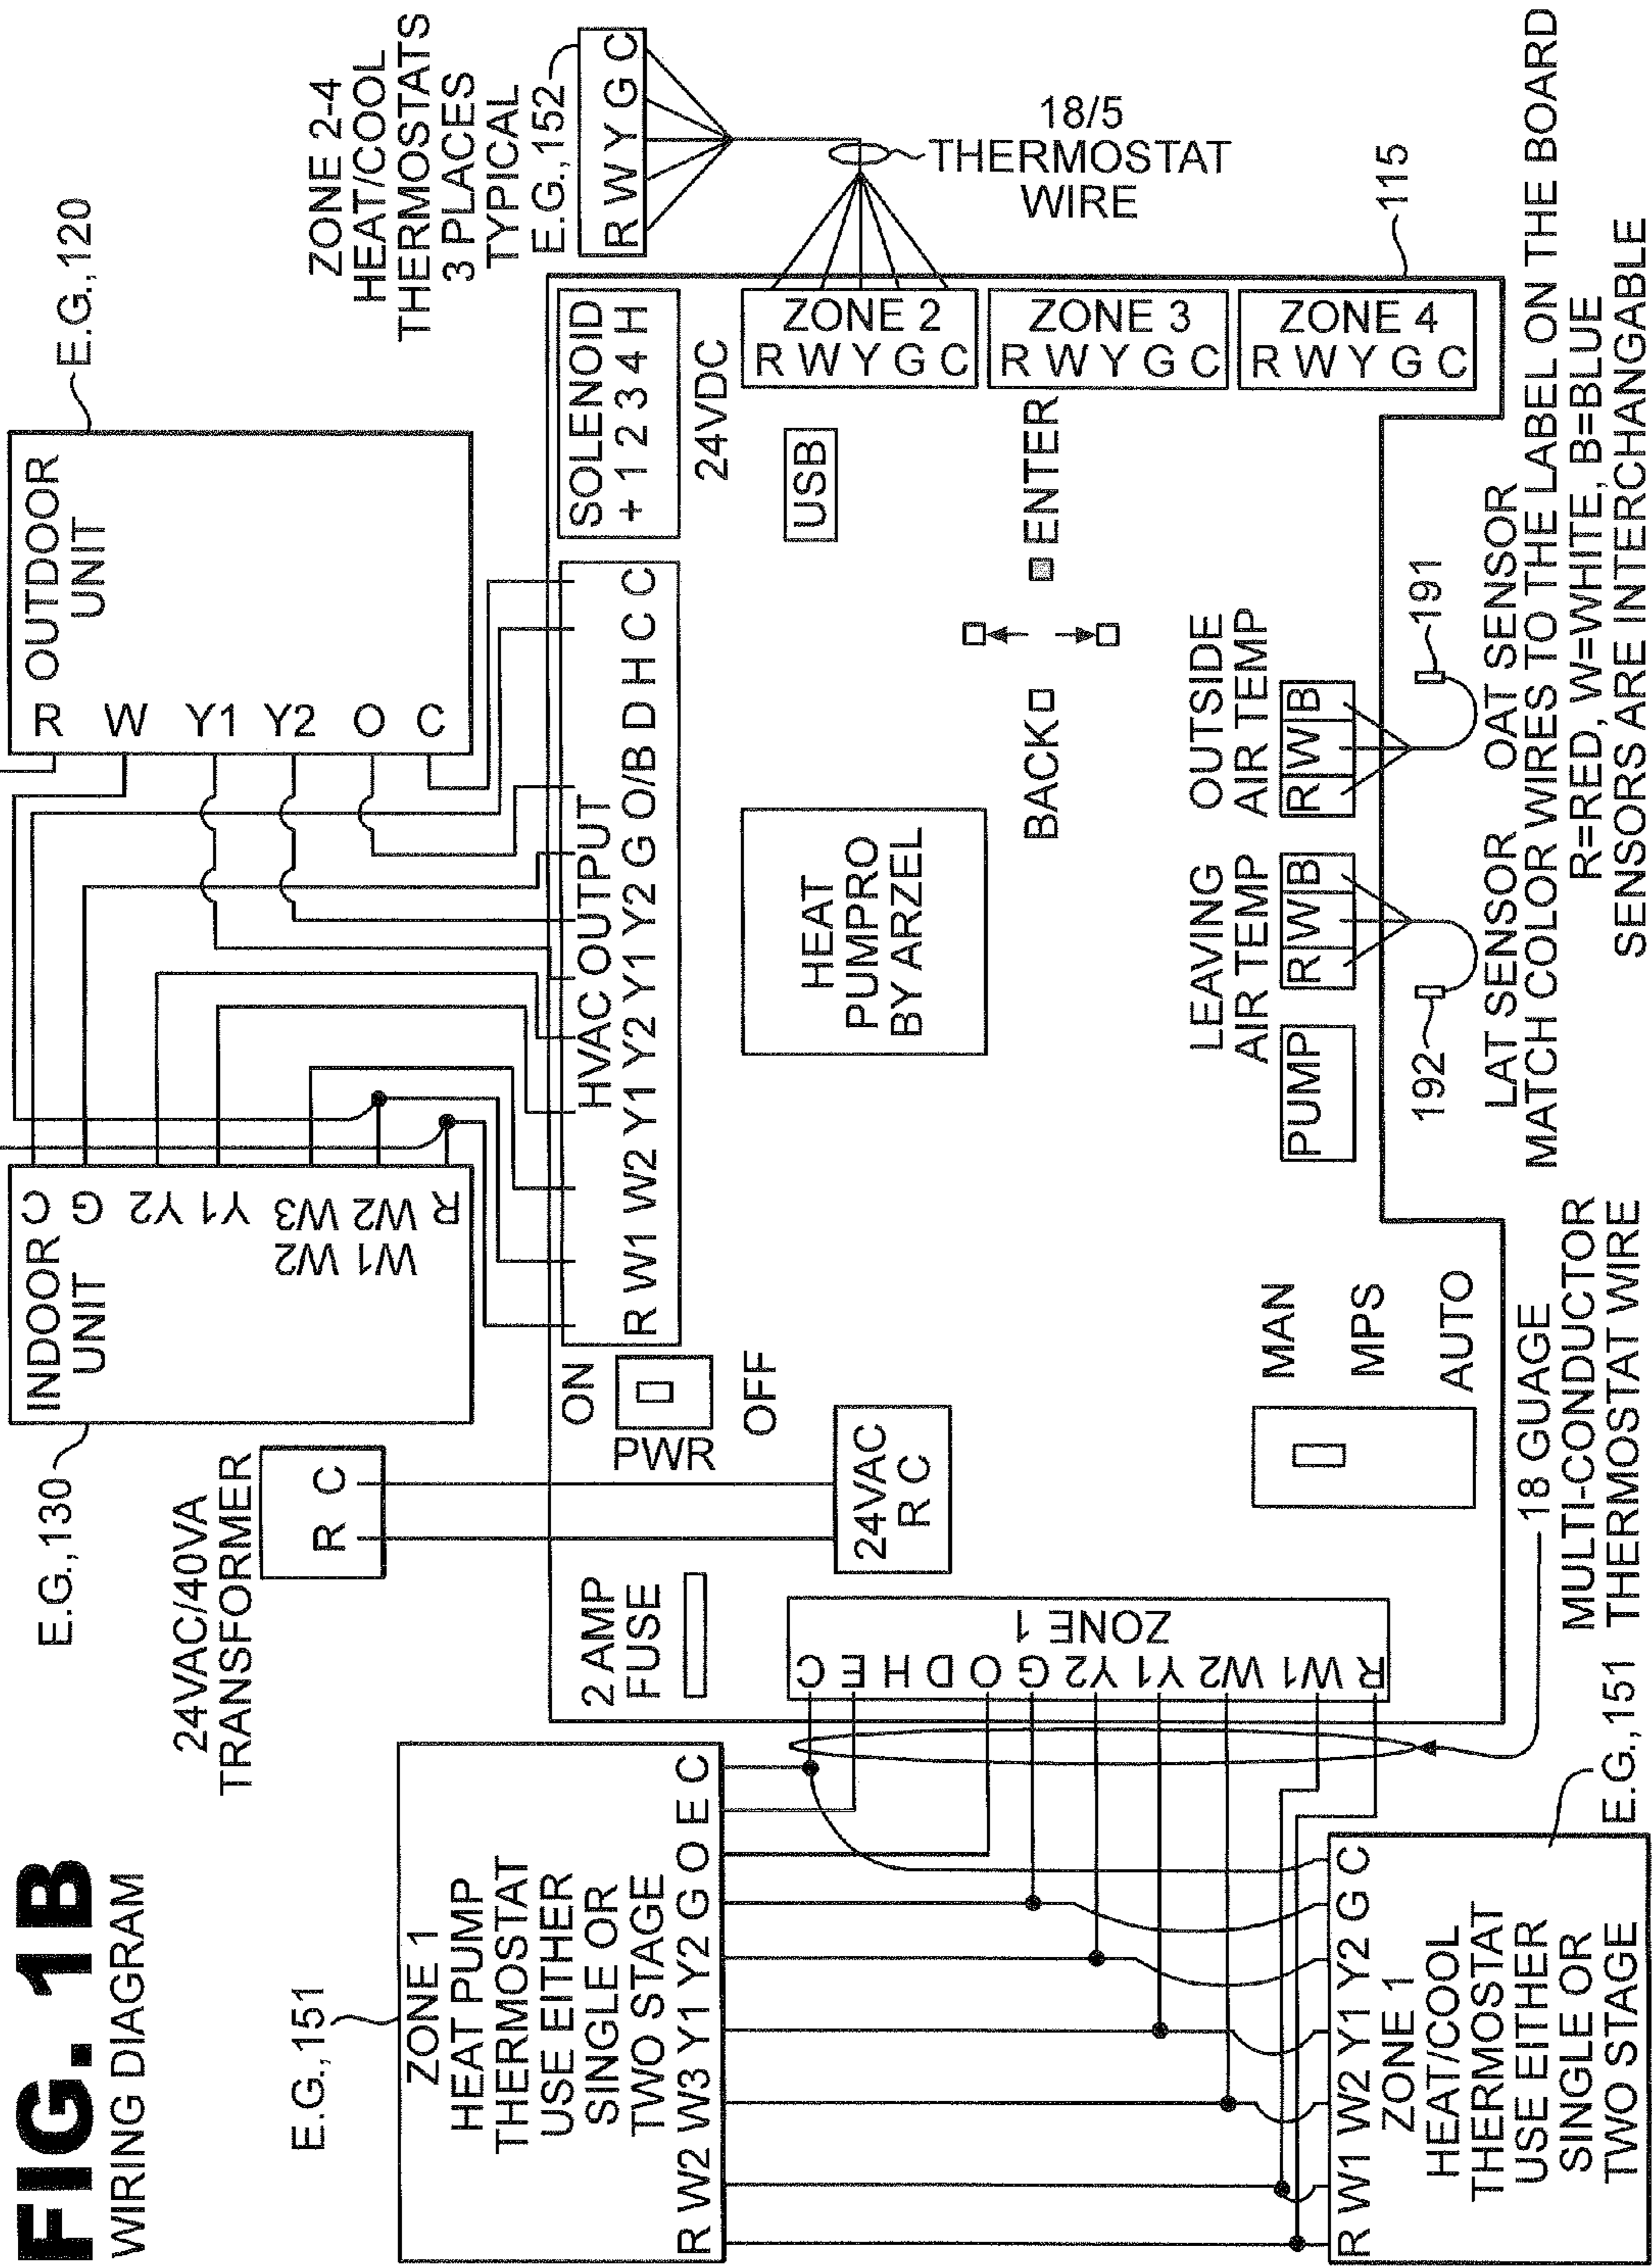 FIG. 1B
WIRING DIAGRAM
E.G.,151
ZONE 1
HEAT PUMP
THERMOSTAT
USE EITHER
SINGLE OR
TWO STAGE
R W2 W3 Y1 Y2 G O E C
R W1 W2 Y1 Y2 G C
ZONE 1
HEAT/COOL
THERMOSTAT
USE EITHER
SINGLE OR
TWO STAGE
E.G.,151
18 GUAGE
MULTI-CONDUCTOR
THERMOSTAT WIRE
24VAC/40VA
TRANSFORMER
R C
E.G.,130
INDOOR
UNIT
C
G
Y2
Y1
W2 W3
W1 W2
R
E.G.,120
OUTDOOR
UNIT
R
W
Y1
Y2
O
C
2 AMP
FUSE
ZONE 1
C E H D O G Y2 Y1 W2 W1 R
24VAC
R C
ON
PWR
OFF
HVAC OUTPUT
R W1 W2 Y1 Y2 Y1 Y2 G O/B D H C C
SOLENOID
+ 1 2 3 4 H
24VDC
USB
HEAT
PUMPRO
BY ARZEL
BACK
ENTER
MAN
MPS
AUTO
PUMP
LEAVING
AIR TEMP
R W B
OUTSIDE
AIR TEMP
R W B
ZONE 2
R W Y G C
ZONE 3
R W Y G C
ZONE 4
R W Y G C
ZONE 2-4
HEAT/COOL
THERMOSTATS
3 PLACES
TYPICAL
E.G.,152
R W Y G C
18/5
THERMOSTAT
WIRE
115
192
191
LAT SENSOR OAT SENSOR
MATCH COLOR WIRES TO THE LABEL ON THE BOARD
R=RED, W=WHITE, B=BLUE
SENSORS ARE INTERCHANGABLE